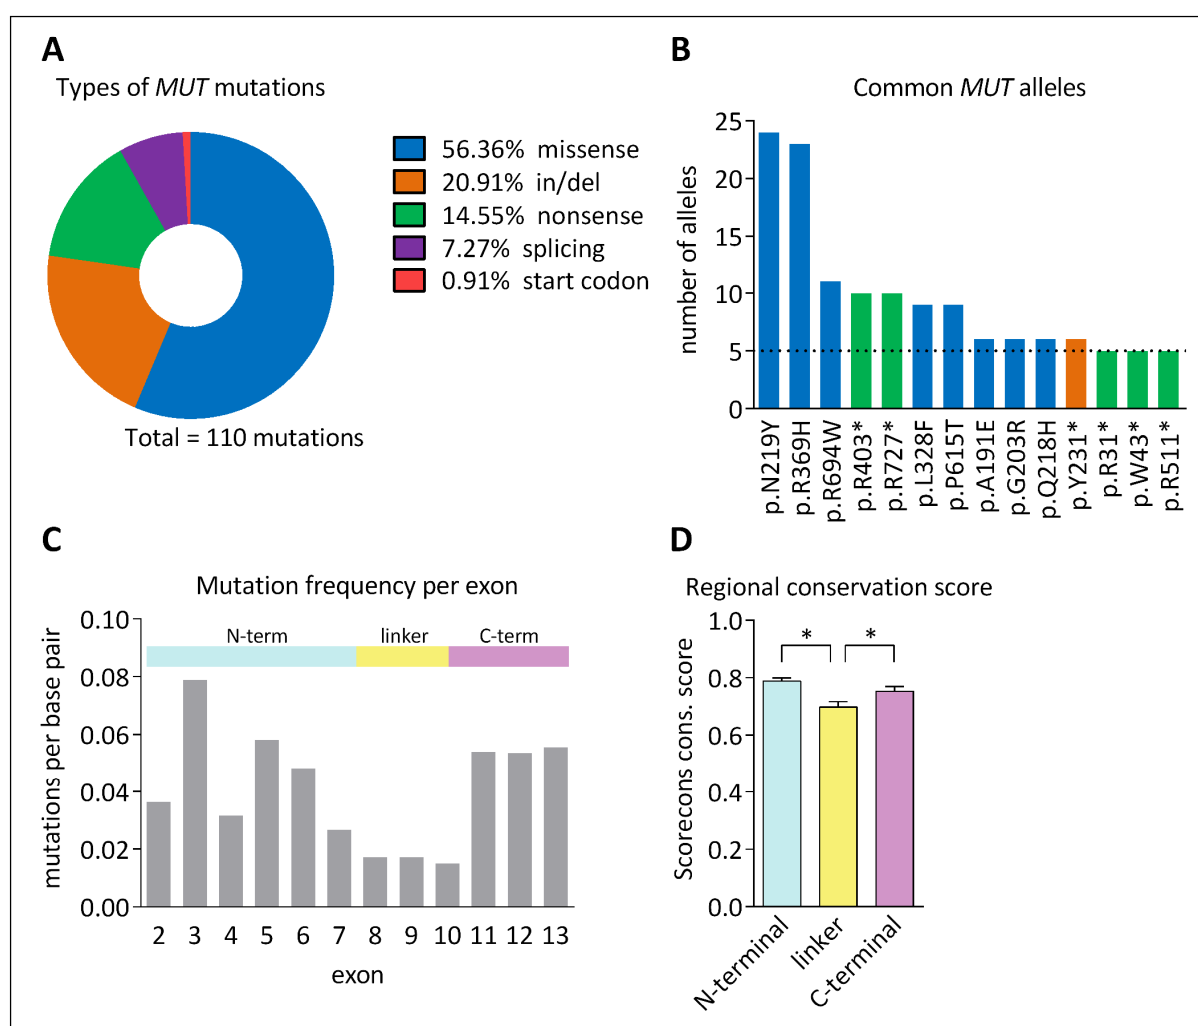 A
Types of MUT mutations
56.36% missense
20.91% in/del
14.55% nonsense
7.27% splicing
0.91% start codon
Total = 110 mutations
B
Common MUT alleles
number of alleles
25
20
15
10
5
0
p.N219Y
p.R369H
p.R694W
p.R403*
p.R727*
p.L328F
p.P615T
p.A191E
p.G203R
p.Q218H
p.Y231*
p.R31*
p.W43*
p.R511*
C
Mutation frequency per exon
mutations per base pair
0.10
0.08
0.06
0.04
0.02
0.00
N-term linker C-term
2 3 4 5 6 7 8 9 10 11 12 13
exon
D
Regional conservation score
Scorecons cons. score
1.0
0.8
0.6
0.4
0.2
0.0
* *
N-terminal
linker
C-terminal